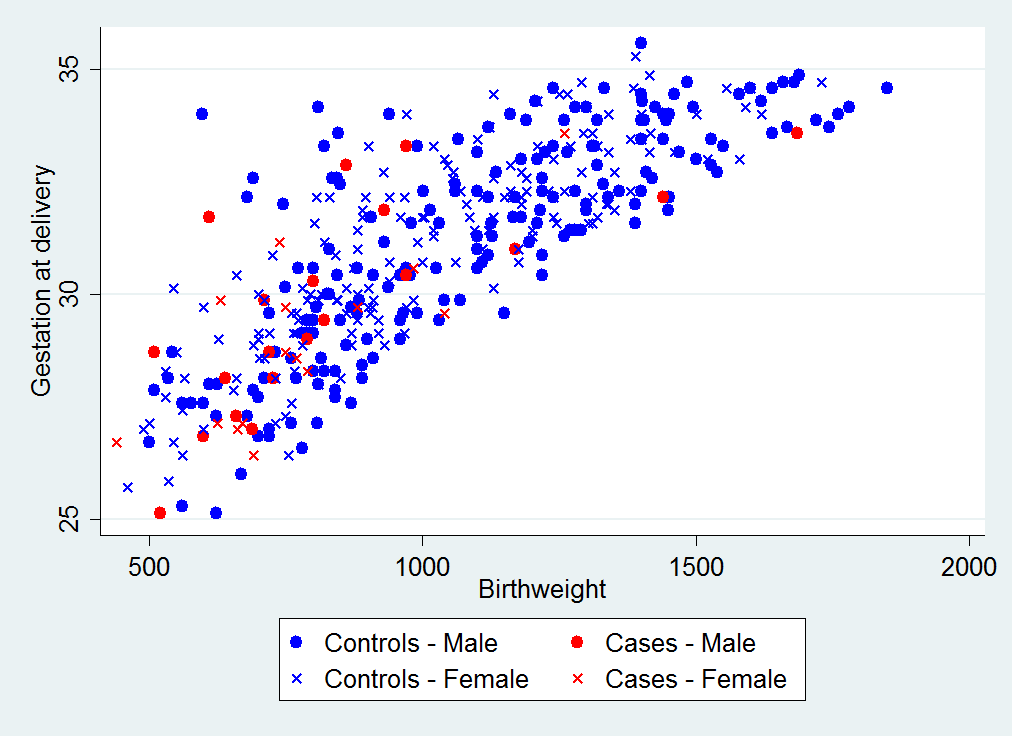 Gestation at delivery
35
30
25
500 1000 1500 2000
Birthweight
Controls - Male Cases - Male
Controls - Female Cases - Female